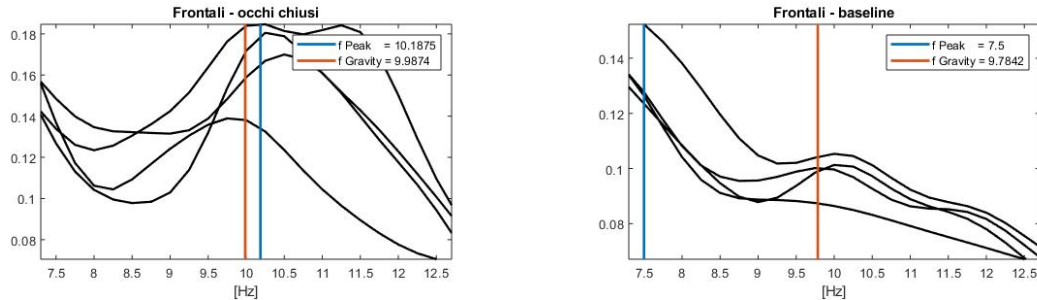 Frontali - occhi chiusi
f Peak = 10.1875
f Gravity = 9.9874
0.18
0.16
0.14
0.12
0.1
0.08
7.5 8 8.5 9 9.5 10 10.5 11 11.5 12 12.5
[Hz]
Frontali - baseline
f Peak = 7.5
f Gravity = 9.7842
0.14
0.12
0.1
0.08
7.5 8 8.5 9 9.5 10 10.5 11 11.5 12 12.5
[Hz]